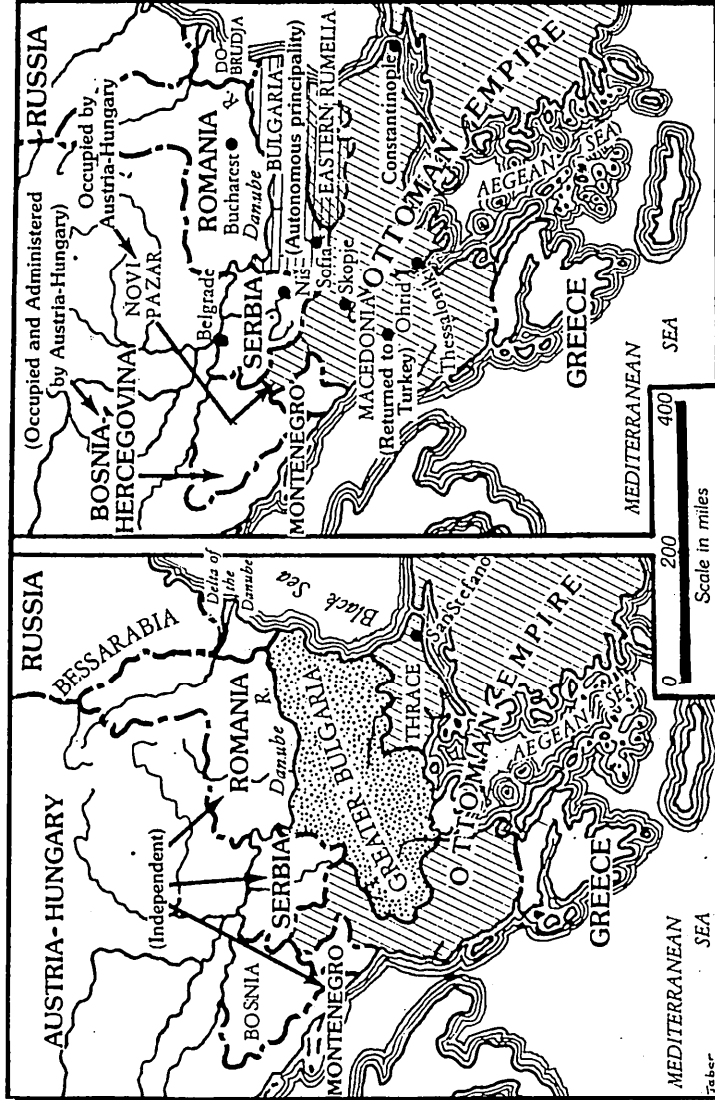 AUSTRIA-HUNGARY
RUSSIA
BESSARABIA
(Independent)
ROMANIA
Danube R.
Delta of
the
Danube
BOSNIA
SERBIA
MONTENEGRO
GREATER BULGARIA
Black
Sea
THRACE
San Stefano
OTTOMAN EMPIRE
AEGEAN SEA
GREECE
MEDITERRANEAN
SEA
Taber
(Occupied and Administered
by Austria-Hungary)
BOSNIA-
HERCEGOVINA
NOVI
PAZAR
Occupied by
Austria-Hungary
RUSSIA
ROMANIA
Bucharest
Danube
R.
DO-
BRUDJA
Belgrade
SERBIA
Nis
BULGARIA
(Autonomous principality)
Sofia
EASTERN RUMELIA
Skopje
MONTENEGRO
MACEDONIA
(Returned to
Turkey)
Ohrid
Thessalonik
Constantinople
OTTOMAN EMPIRE
AEGEAN SEA
GREECE
MEDITERRANEAN
SEA
0 200 400
Scale in miles